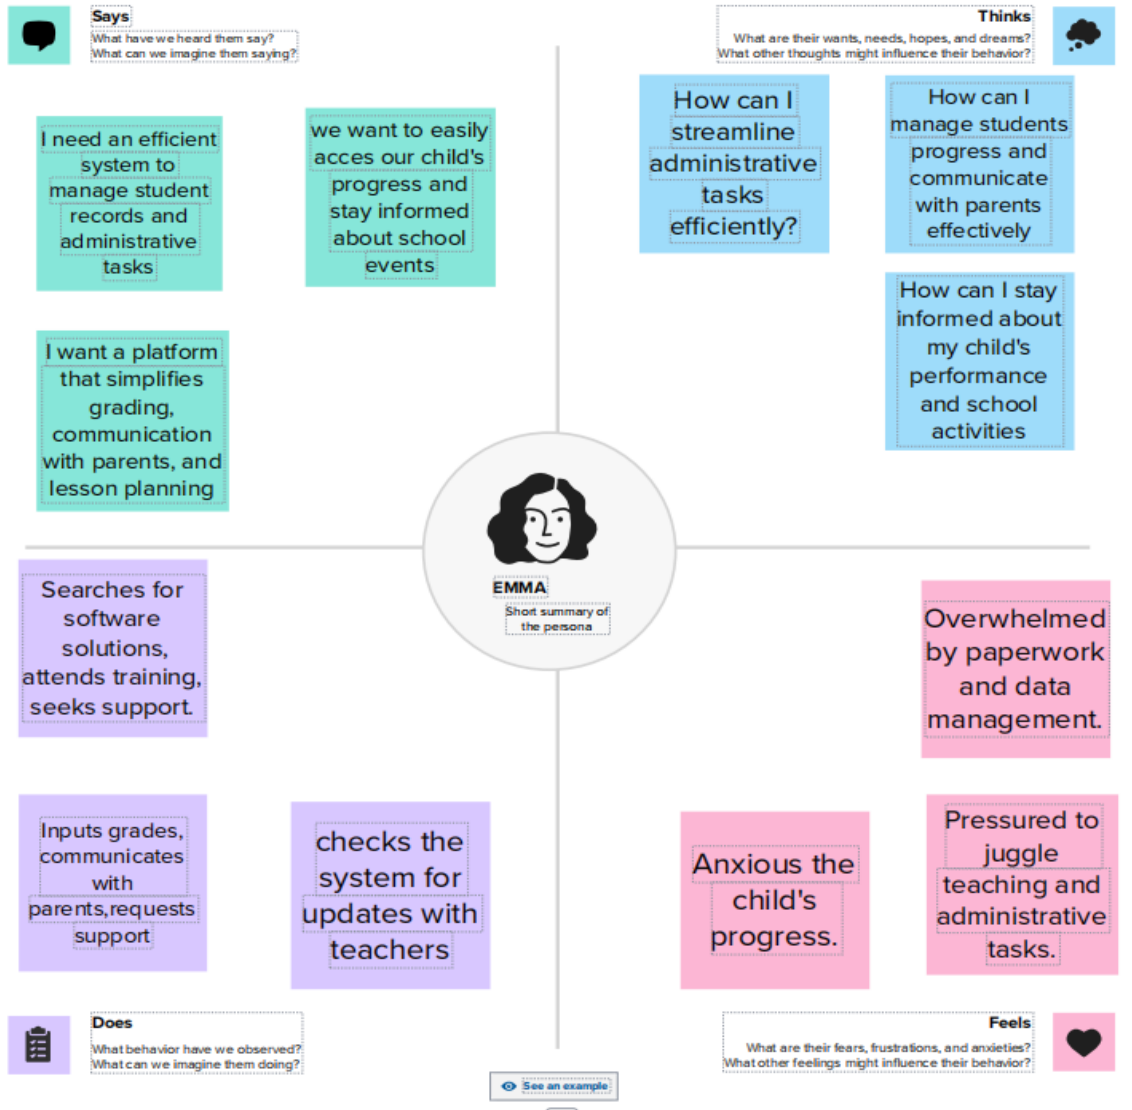 Says
What have we heard them say?
What can we imagine them saying?
I need an efficient
system to
manage student
records and
administrative
tasks
we want to easily
acces our child's
progress and
stay informed
about school
events
I want a platform
that simplifies
grading,
communication
with parents, and
lesson planning
Thinks
What are their wants, needs, hopes, and dreams?
What other thoughts might influence their behavior?
How can I
streamline
administrative
tasks
efficiently?
How can I
manage students
progress and
communicate
with parents
effectively
How can I stay
informed about
my child's
performance
and school
activities
EMMA
Short summary of
the persona
Searches for
software
solutions,
attends training,
seeks support.
Inputs grades,
communicates
with
parents,requests
support
checks the
system for
updates with
teachers
Does
What behavior have we observed?
What can we imagine them doing?
Overwhelmed
by paperwork
and data
management.
Anxious the
child's
progress.
Pressured to
juggle
teaching and
administrative
tasks.
Feels
What are their fears, frustrations, and anxieties?
What other feelings might influence their behavior?
See an example